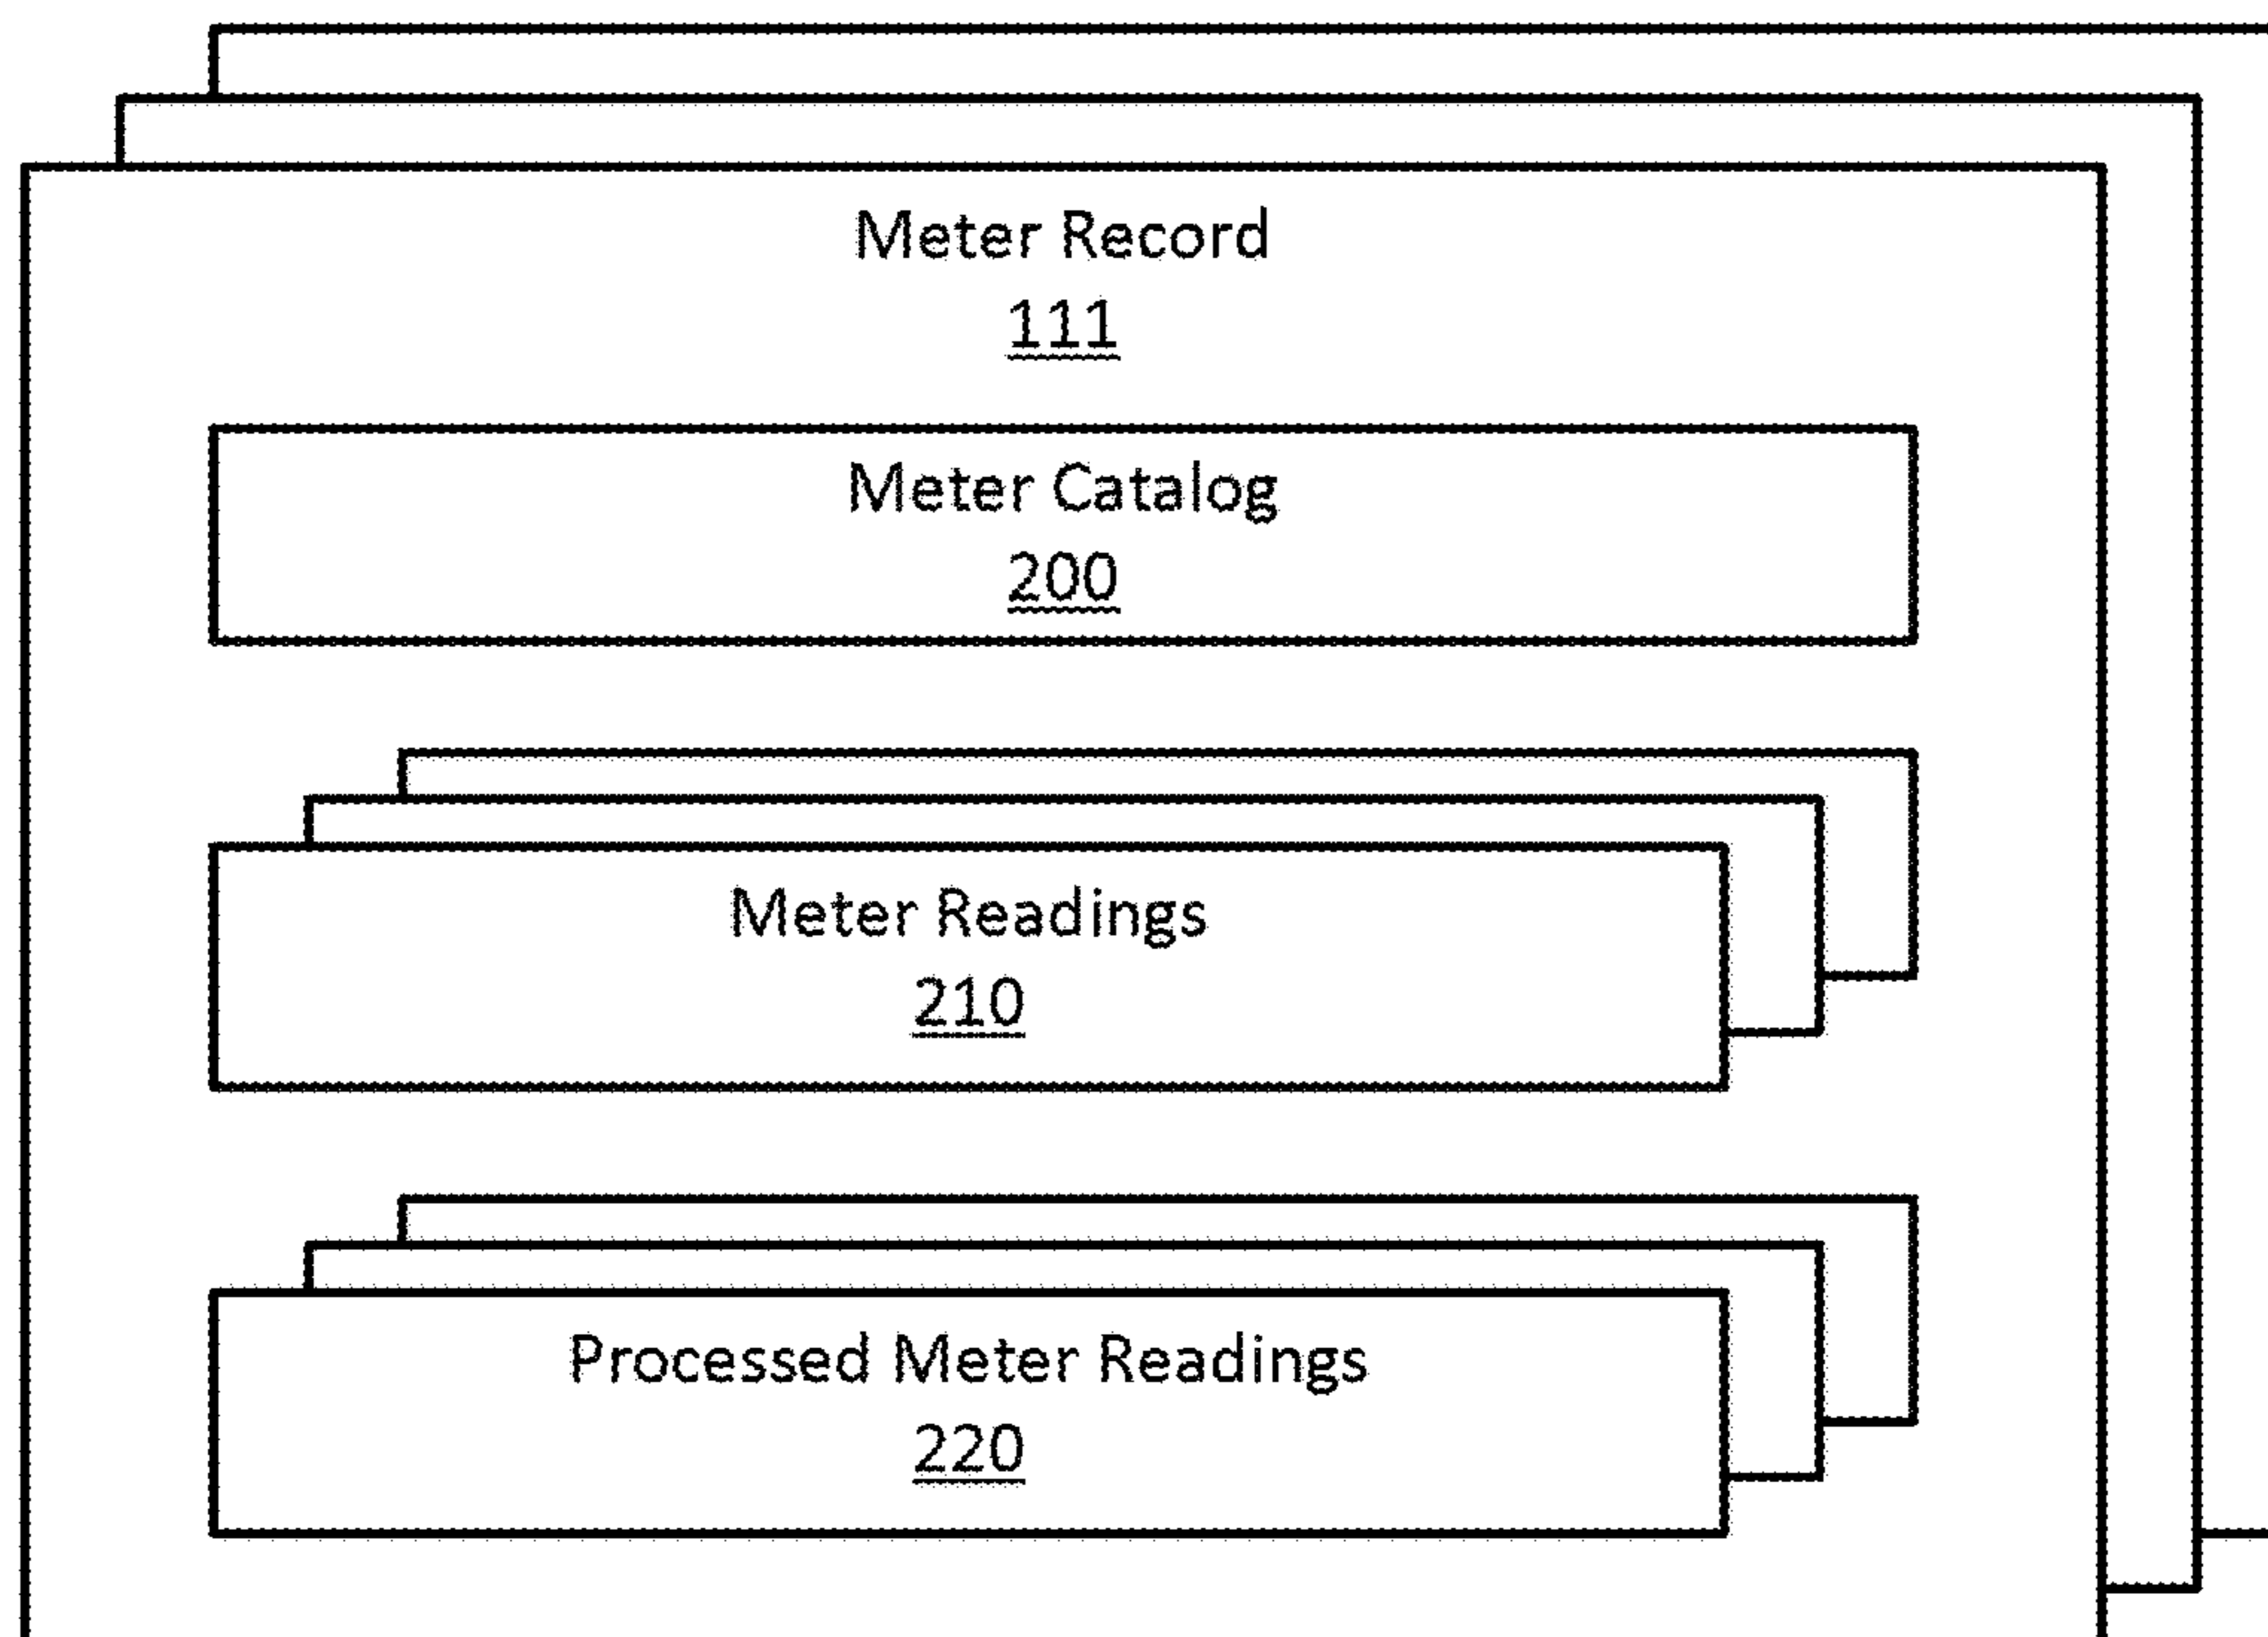 Meter Record
111
Meter Catalog
200
Meter Readings
210
Processed Meter Readings
220